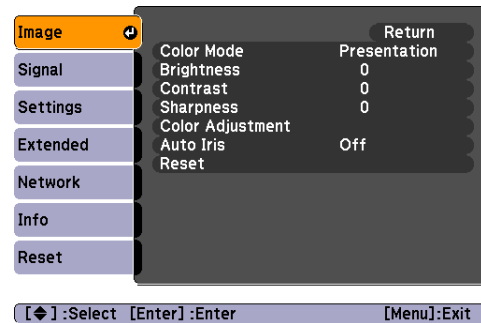 Image
Signal
Settings
Extended
Network
Info
Reset
Return
Color Mode Presentation
Brightness 0
Contrast 0
Sharpness 0
Color Adjustment
Auto Iris Off
Reset
[◆] :Select [Enter] :Enter [Menu]:Exit